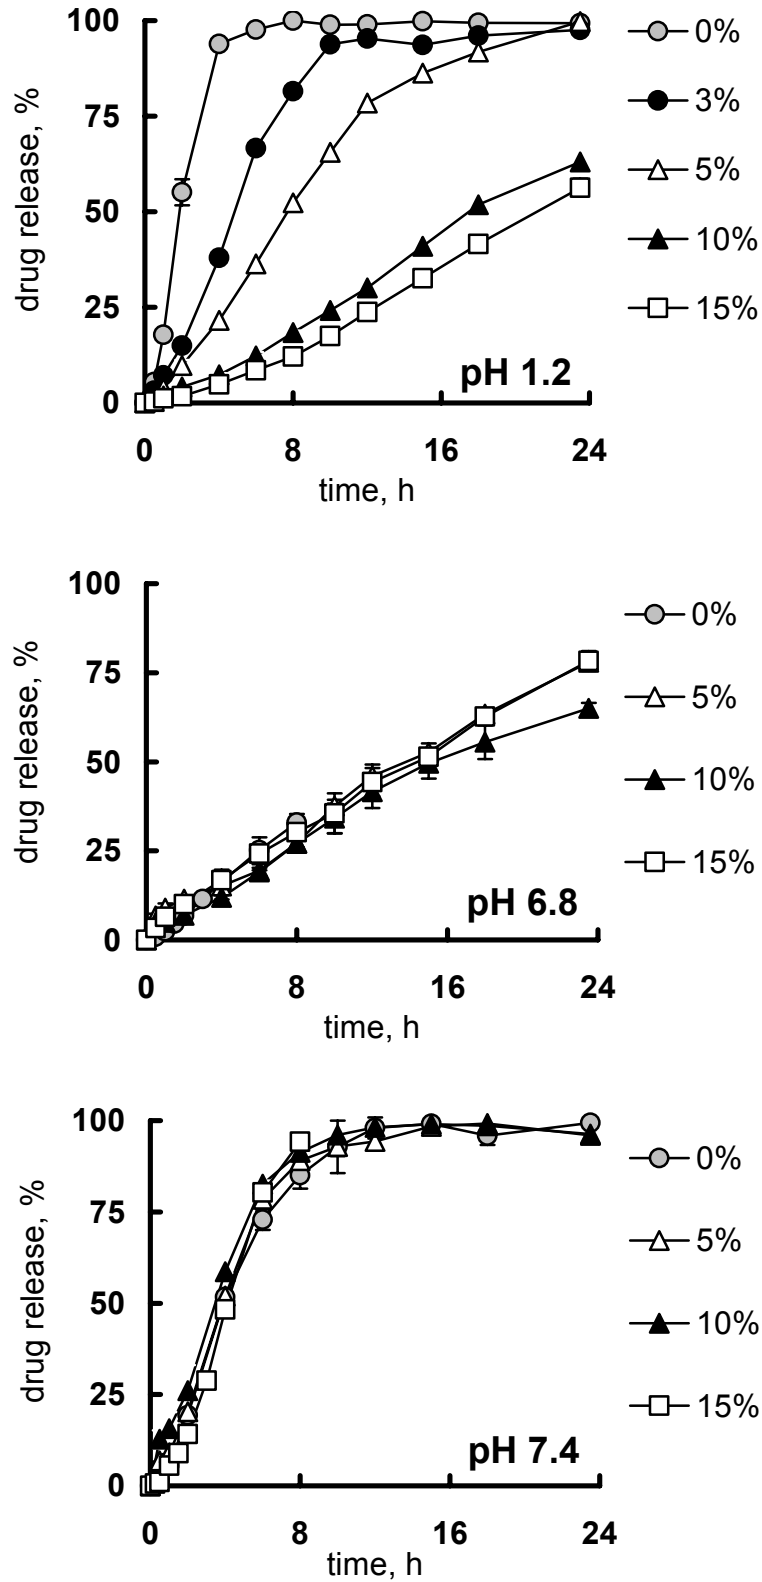 100
75
50
25
0
drug release, %
0 8 16 24
time, h
pH 1.2
0%
3%
5%
10%
15%
100
75
50
25
0
drug release, %
0 8 16 24
time, h
pH 6.8
0%
5%
10%
15%
100
75
50
25
0
drug release, %
0 8 16 24
time, h
pH 7.4
0%
5%
10%
15%